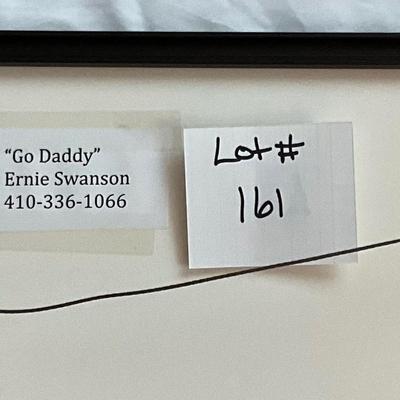 “Go Daddy”
Ernie Swanson
410-336-1066
Lot #
161